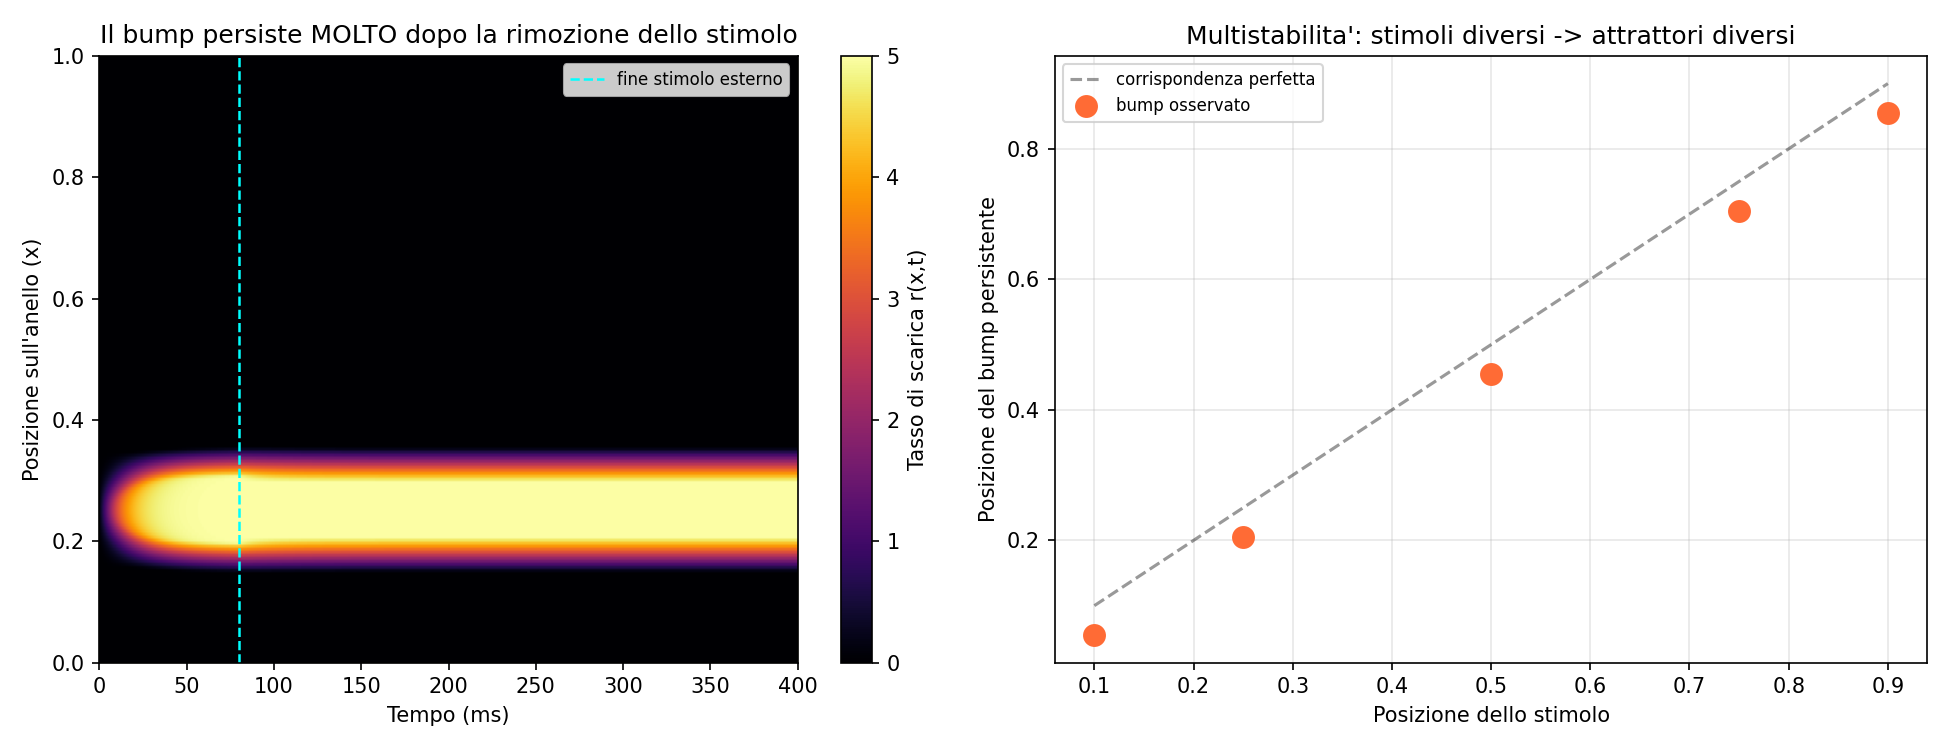 Il bump persiste MOLTO dopo la rimozione dello stimolo
fine stimolo esterno
Posizione sull'anello (x)
1.0
0.8
0.6
0.4
0.2
0.0
0 50 100 150 200 250 300 350 400
Tempo (ms)
5
4
3
2
1
0
Tasso di scarica r(x,t)
Multistabilita': stimoli diversi -> attrattori diversi
corrispondenza perfetta
bump osservato
Posizione del bump persistente
0.8
0.6
0.4
0.2
0.1 0.2 0.3 0.4 0.5 0.6 0.7 0.8 0.9
Posizione dello stimolo